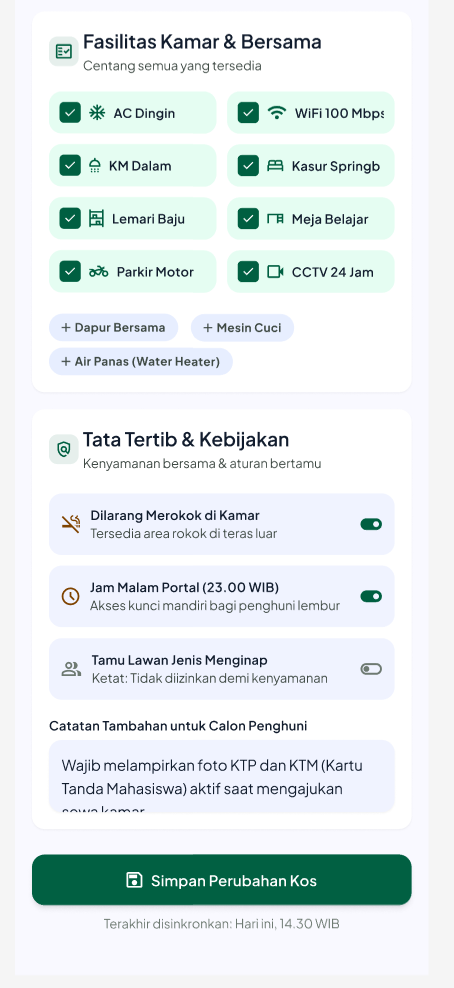 Fasilitas Kamar & Bersama
Centang semua yang tersedia
AC Dingin
WiFi 100 Mbps
KM Dalam
Kasur Springb
Lemari Baju
Meja Belajar
Parkir Motor
CCTV 24 Jam
+ Dapur Bersama
+ Mesin Cuci
+ Air Panas (Water Heater)
Tata Tertib & Kebijakan
Kenyamanan bersama & aturan bertamu
Dilarang Merokok di Kamar
Tersedia area rokok di teras luar
Jam Malam Portal (23.00 WIB)
Akses kunci mandiri bagi penghuni lembur
Tamu Lawan Jenis Menginap
Ketat: Tidak diizinkan demi kenyamanan
Catatan Tambahan untuk Calon Penghuni
Wajib melampirkan foto KTP dan KTM (Kartu
Tanda Mahasiswa) aktif saat mengajukan
sewa kamar
Simpan Perubahan Kos
Terakhir disinkronkan: Hari ini, 14.30 WIB